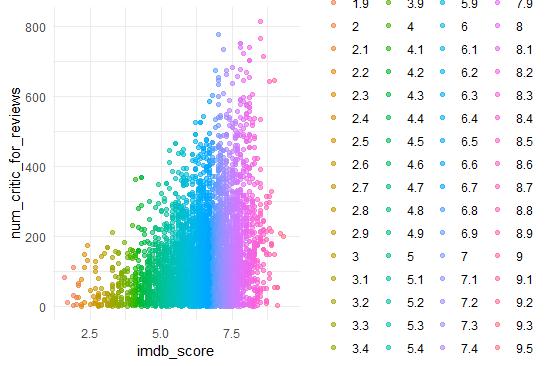 800
600
400
200
0
num_critic_for_reviews
2.5 5.0 7.5
imdb_score
1.9 3.9 5.9 7.9
2 4 6 8
2.1 4.1 6.1 8.1
2.2 4.2 6.2 8.2
2.3 4.3 6.3 8.3
2.4 4.4 6.4 8.4
2.5 4.5 6.5 8.5
2.6 4.6 6.6 8.6
2.7 4.7 6.7 8.7
2.8 4.8 6.8 8.8
2.9 4.9 6.9 8.9
3 5 7 9
3.1 5.1 7.1 9.1
3.2 5.2 7.2 9.2
3.3 5.3 7.3 9.3
3.4 5.4 7.4 9.5